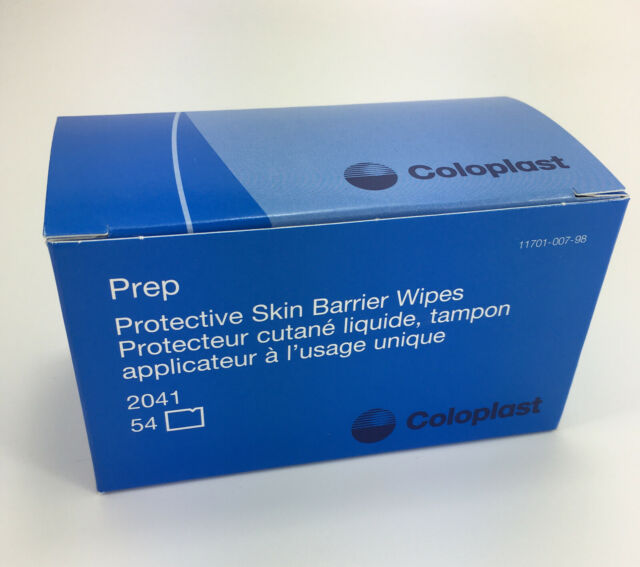 Coloplast
11701-007-98
Prep
Protective Skin Barrier Wipes
Protecteur cutané liquide, tampon
applicateur à l'usage unique
2041
54
Coloplast